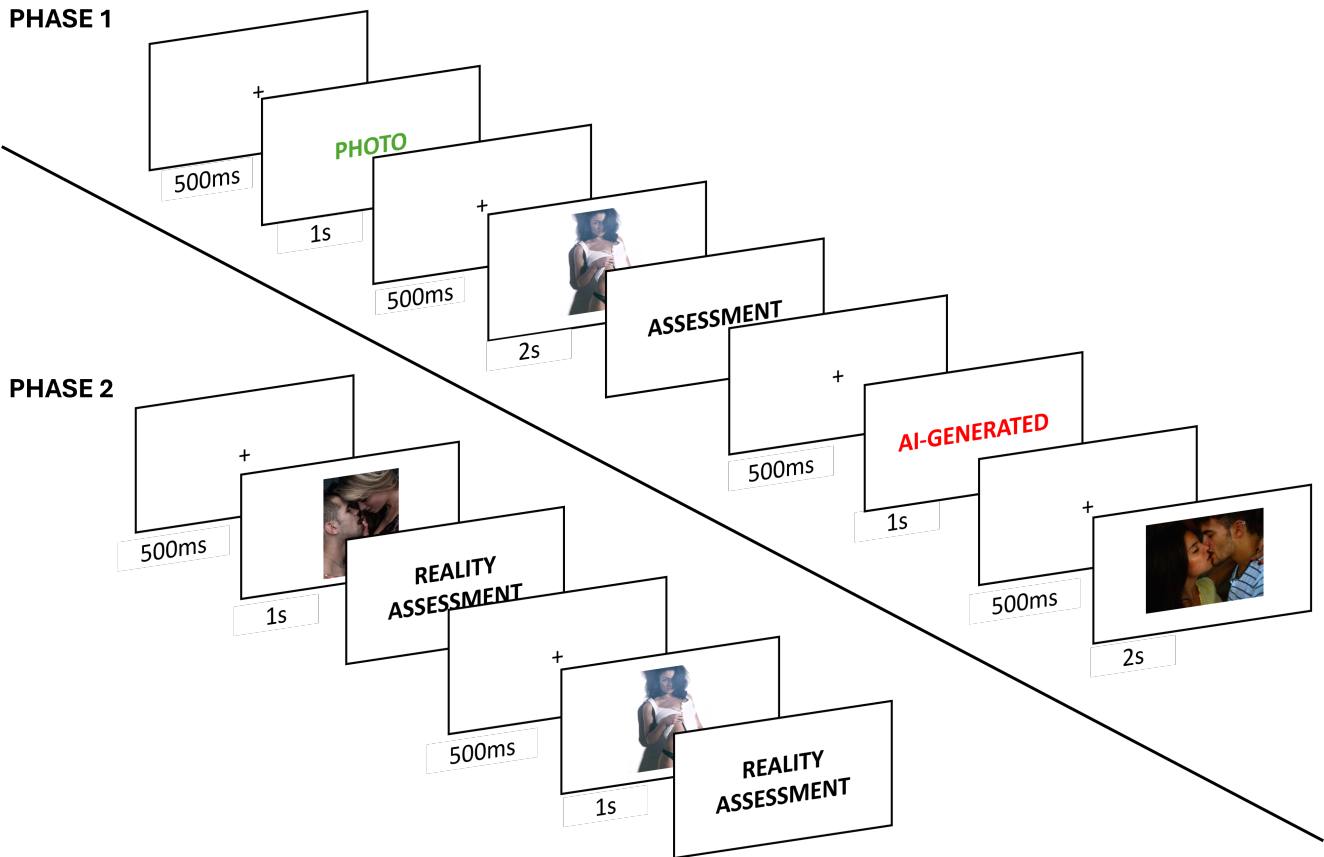 PHASE 1
+
500ms
PHOTO
1s
+
500ms
2s
ASSESSMENT
+
500ms
AI-GENERATED
1s
+
500ms
2s
PHASE 2
+
500ms
1s
REALITY
ASSESSMENT
+
500ms
1s
REALITY
ASSESSMENT